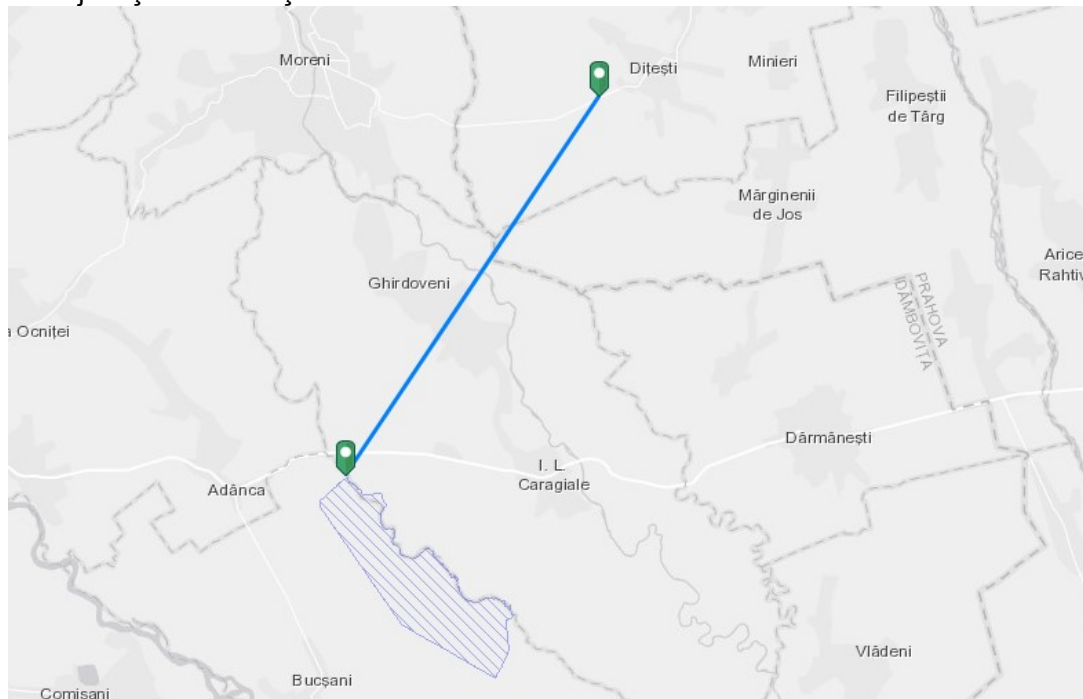 Moreni
Dițești
Minieri
Filipeștii
de Târg
Mărginenii
de Jos
Ghirdoveni
Arice
Rahtiv
PRAHOVA
DÂMBOVIȚA
a Ocniței
Dărmănești
I. L.
Caragiale
Adânca
Vlădeni
Bucșani
Comișani